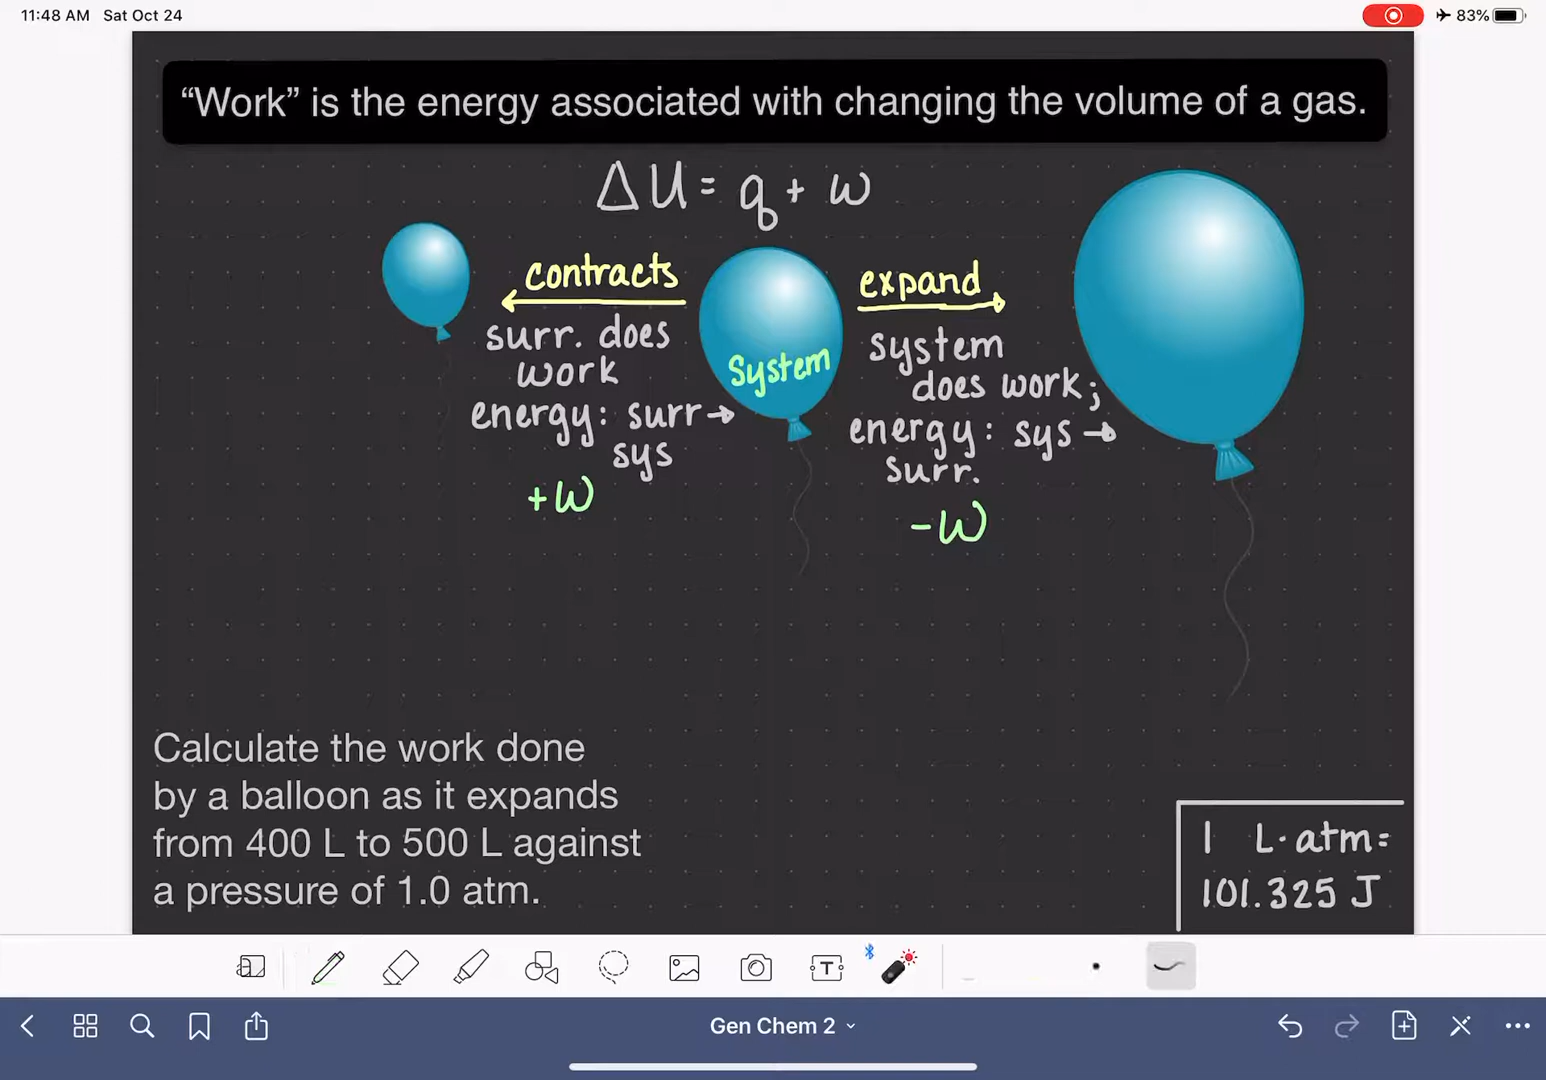 11:48 AM Sat Oct 24
83%
“Work” is the energy associated with changing the volume of a gas.
ΔU = q + w
contracts
surr. does
work
energy: surr →
sys
+w
System
expand
system
does work;
energy: sys →
surr.
-w
Calculate the work done
by a balloon as it expands
from 400 L to 500 L against
a pressure of 1.0 atm.
1 L·atm =
101.325 J
T
Gen Chem 2